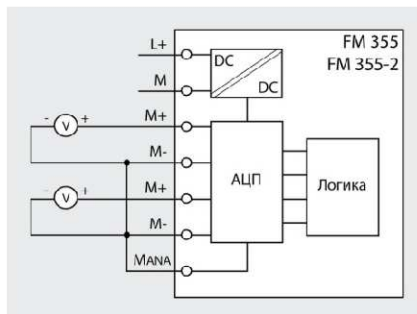 FM 355
FM 355-2
L+
M
DC
DC
M+
- V +
M-
M+
- V +
M-
MANA
АЦП
Логика